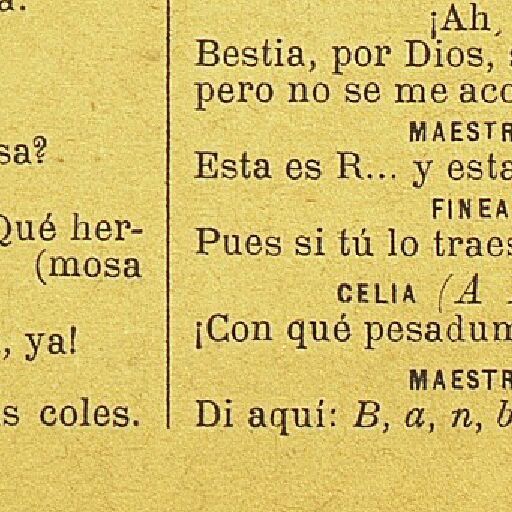 sa?
Qué her-
(mosa
, ya!
s coles.
¡Ah,
Bestia, por Dios,
pero no se me
MAESTR
Esta es R... y esta
FINEA
Pues si tú lo traes
CELIA (A
¡Con qué pesadum
MAESTR
Di aquí: B, a, n, b